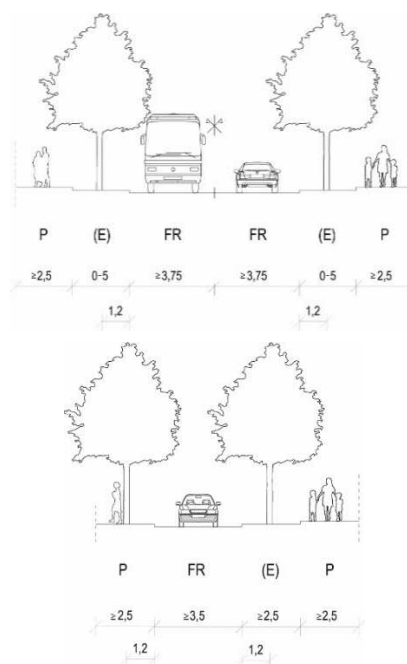 P (E) FR FR (E) P
≥2,5 0-5 ≥3,75 ≥3,75 0-5 ≥2,5
1,2 1,2
P FR (E) P
≥2,5 ≥3,5 ≥2,5 ≥2,5
1,2 1,2